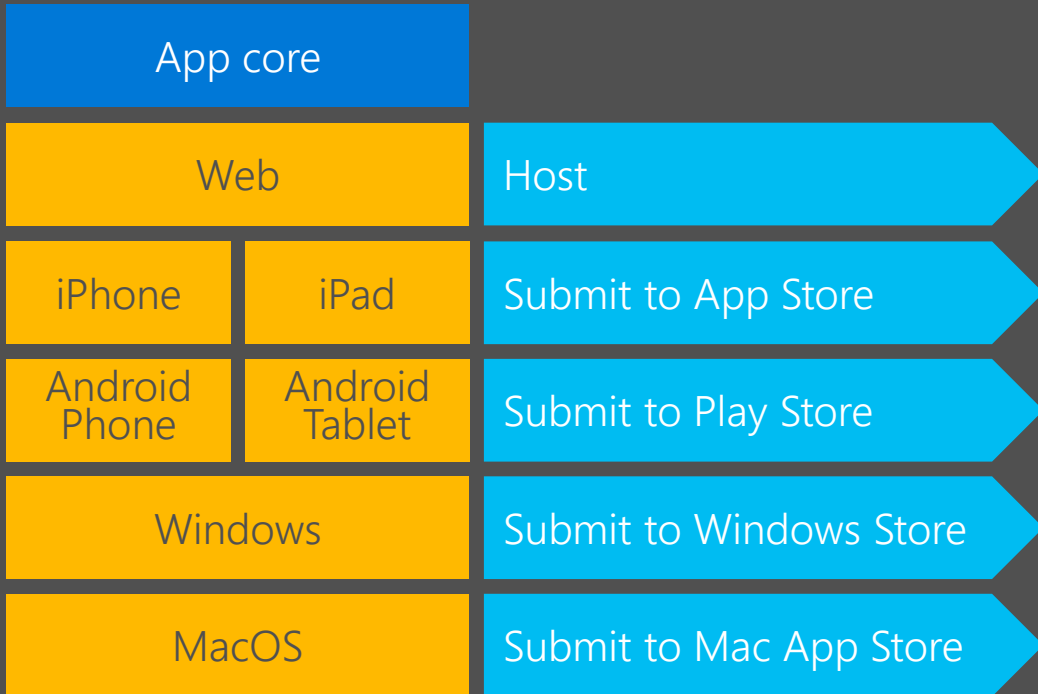 App core
Web
Host
iPhone
iPad
Submit to App Store
Android
Phone
Android
Tablet
Submit to Play Store
Windows
Submit to Windows Store
MacOS
Submit to Mac App Store